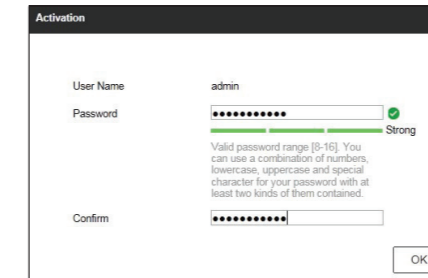 Activation
User Name admin
Password ●●●●●●●●●●●
Strong
Valid password range [8-16]. You
can use a combination of numbers,
lowercase, uppercase and special
character for your password with at
least two kinds of them contained.
Confirm ●●●●●●●●●●●
OK